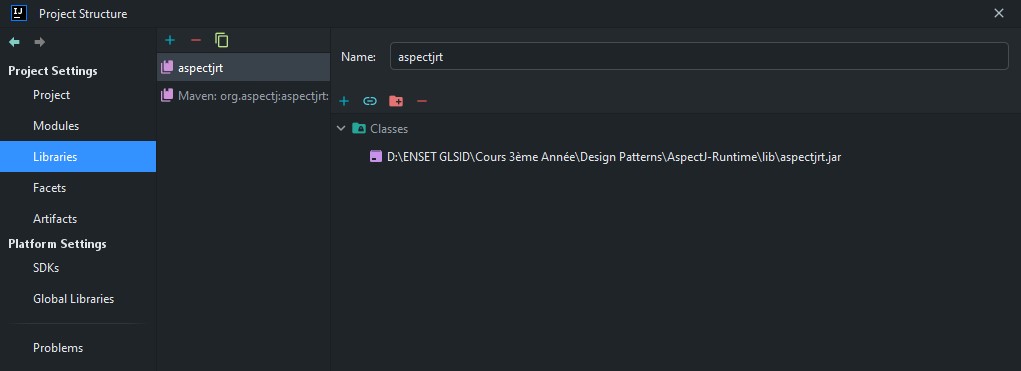 IJ
Project Structure
Project Settings
Project
Modules
Libraries
Facets
Artifacts
Platform Settings
SDKs
Global Libraries
Problems
aspectjrt
Maven: org.aspectj:aspectjrt:
Name: aspectjrt
Classes
D:\ENSET GLSID\Cours 3ème Année\Design Patterns\AspectJ-Runtime\lib\aspectjrt.jar